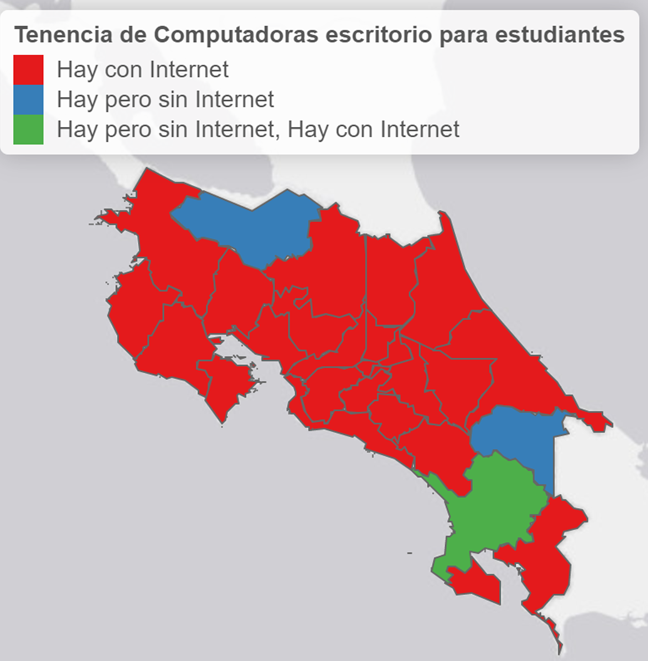 Tenencia de Computadoras escritorio para estudiantes
Hay con Internet
Hay pero sin Internet
Hay pero sin Internet, Hay con Internet